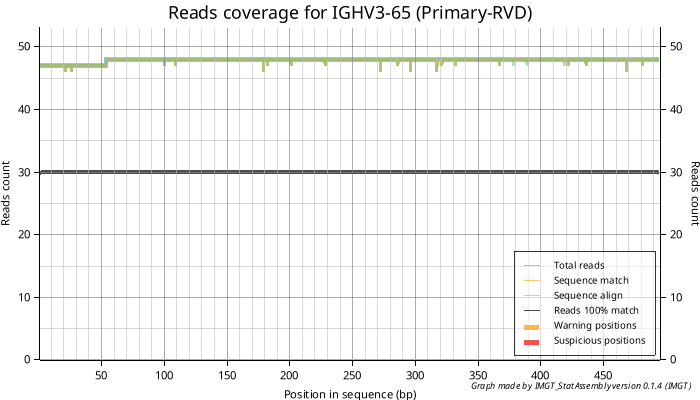 Reads coverage for IGHV3-65 (Primary-RVD)
50
50
40
40
30
30
20
20
10
10
0
0
Reads count
Reads count
Total reads
Sequence match
Sequence align
Reads 100% match
Warning positions
Suspicious positions
50 100 150 200 250 300 350 400 450
Position in sequence (bp)
Graph made by IMGT_StatAssembly version 0.1.4 (IMGT)